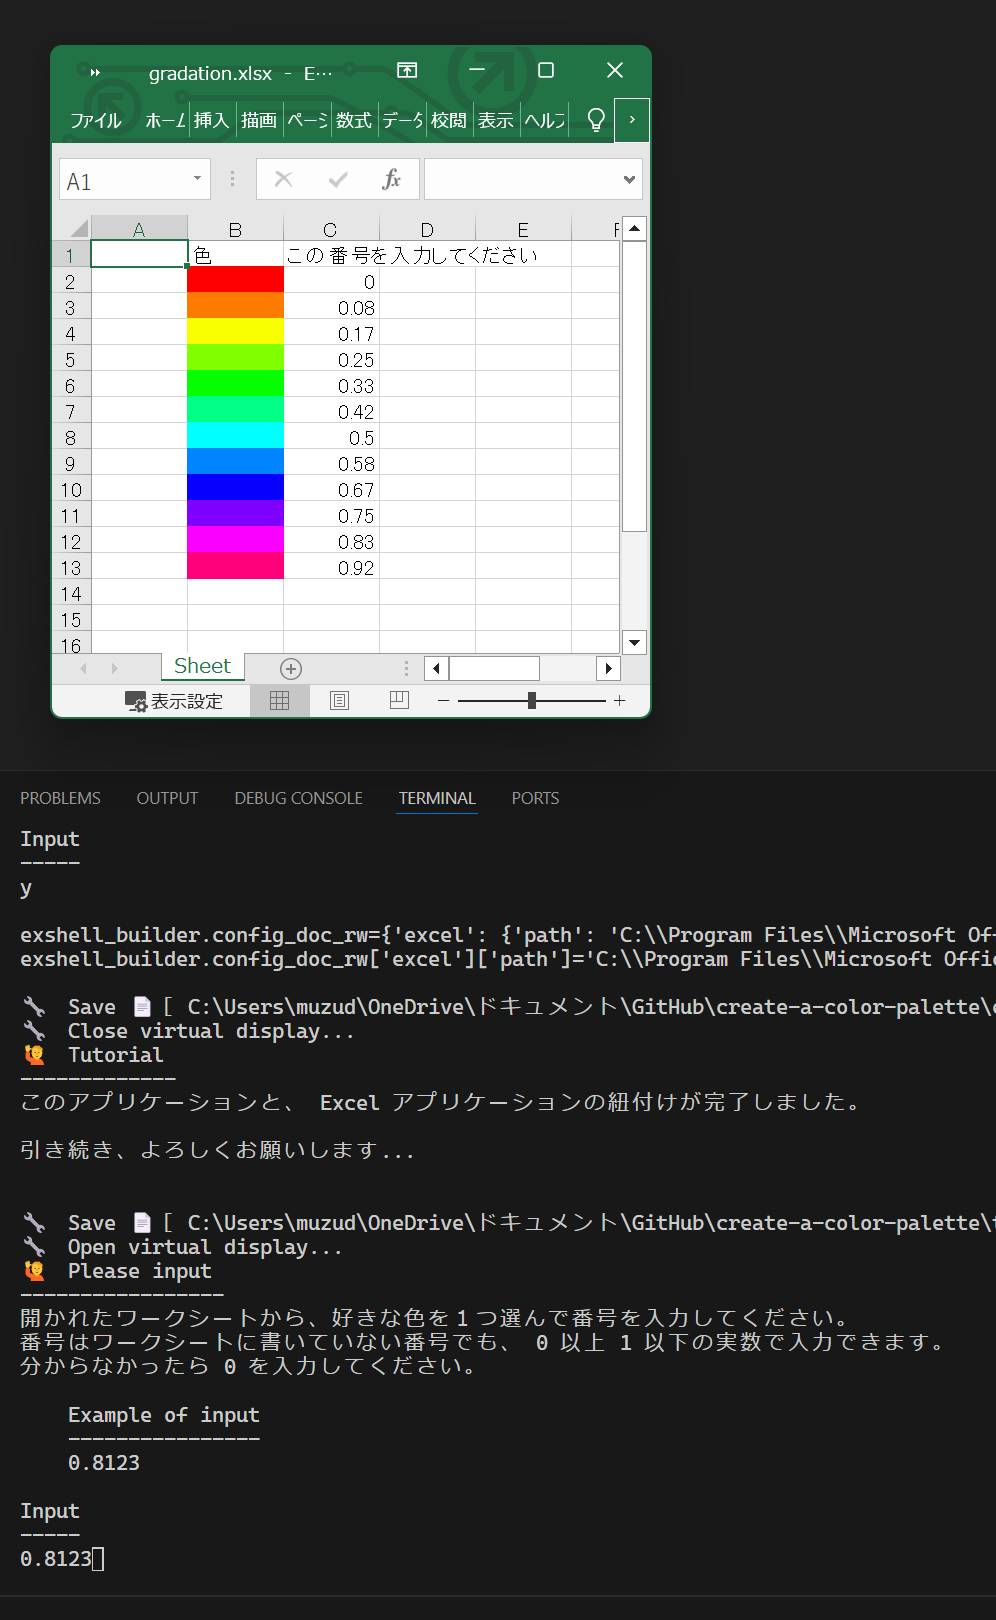 gradation.xlsx - E…
ファイル ホーム 挿入 描画 ページ 数式 データ 校閲 表示 ヘルプ
A1 fx
A B C D E F
1 色 この番号を入力してください
2 0
3 0.08
4 0.17
5 0.25
6 0.33
7 0.42
8 0.5
9 0.58
10 0.67
11 0.75
12 0.83
13 0.92
14
15
16
Sheet
表示設定
PROBLEMS OUTPUT DEBUG CONSOLE TERMINAL PORTS
Input
-----
y
exshell_builder.config_doc_rw={'excel': {'path': 'C:\\Program Files\\Microsoft Off
exshell_builder.config_doc_rw['excel']['path']='C:\\Program Files\\Microsoft Offic
🔧 Save 📄[ C:\Users\muzud\OneDrive\ドキュメント\GitHub\create-a-color-palette\
🔧 Close virtual display...
🙋 Tutorial
-------------
このアプリケーションと、 Excel アプリケーションの紐付けが完了しました。
引き続き、よろしくお願いします...
🔧 Save 📄[ C:\Users\muzud\OneDrive\ドキュメント\GitHub\create-a-color-palette\
🔧 Open virtual display...
🙋 Please input
-----------------
開かれたワークシートから、好きな色を１つ選んで番号を入力してください。
番号はワークシートに書いていない番号でも、 0 以上 1 以下の実数で入力できます。
分からなかったら 0 を入力してください。
Example of input
----------------
0.8123
Input
-----
0.8123